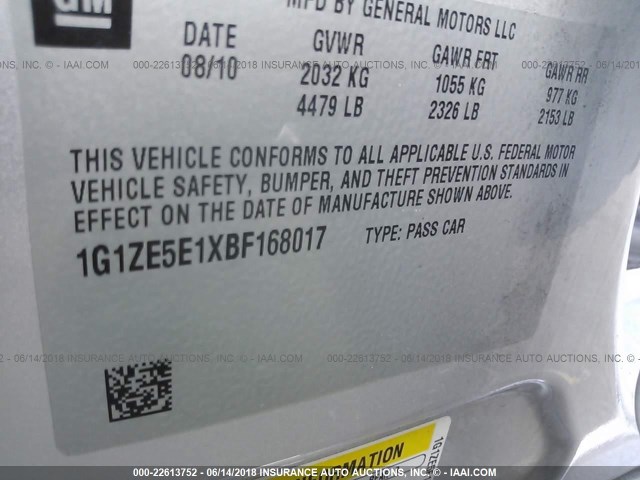 GM
MFD BY GENERAL MOTORS LLC
DATE GVWR GAWR FRT GAWR RR
08/10 2032 KG 1055 KG 977 KG
4479 LB 2326 LB 2153 LB
THIS VEHICLE CONFORMS TO ALL APPLICABLE U.S. FEDERAL MOTOR
VEHICLE SAFETY, BUMPER, AND THEFT PREVENTION STANDARDS IN
EFFECT ON THE DATE OF MANUFACTURE SHOWN ABOVE.
1G1ZE5E1XBF168017 TYPE: PASS CAR
INFORMATION
1G1ZE5
000-22613752 - 06/14/2018 INSURANCE AUTO AUCTIONS, INC. - © IAAI.COM